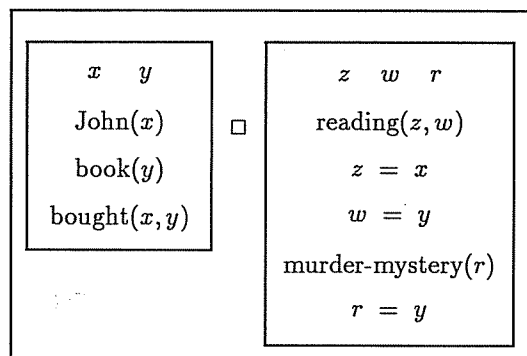 x y
John(x)
book(y)
bought(x, y)
□
z w r
reading(z, w)
z = x
w = y
murder-mystery(r)
r = y